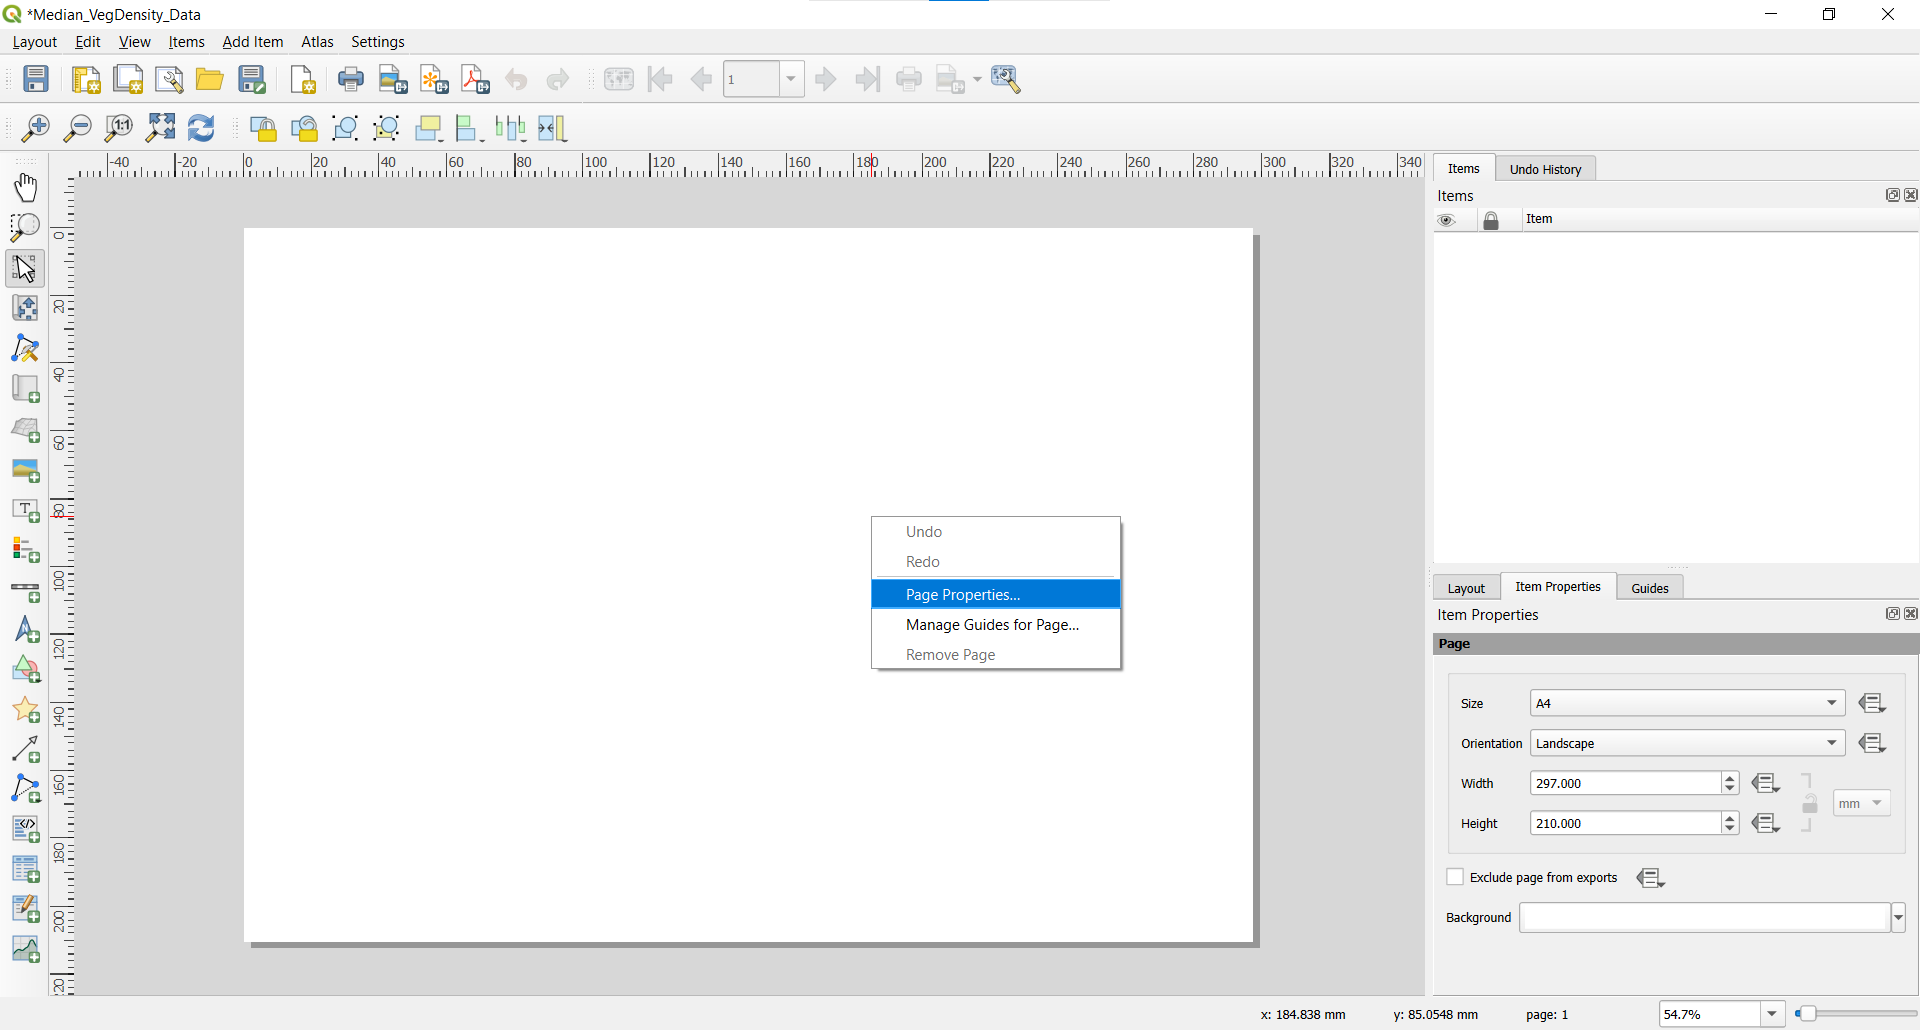 *Median_VegDensity_Data
Layout Edit View Items Add Item Atlas Settings
1:1
1
-40 -20 0 20 40 60 80 100 120 140 160 180 200 220 240 260 280 300 320 340
0
20
40
60
80
100
120
140
160
180
200
20
T
Undo
Redo
Page Properties...
Manage Guides for Page...
Remove Page
Items Undo History
Items
Item
Layout Item Properties Guides
Item Properties
Page
Size A4
Orientation Landscape
Width 297.000
mm
Height 210.000
Exclude page from exports
Background
x: 184.838 mm y: 85.0548 mm page: 1 54.7%